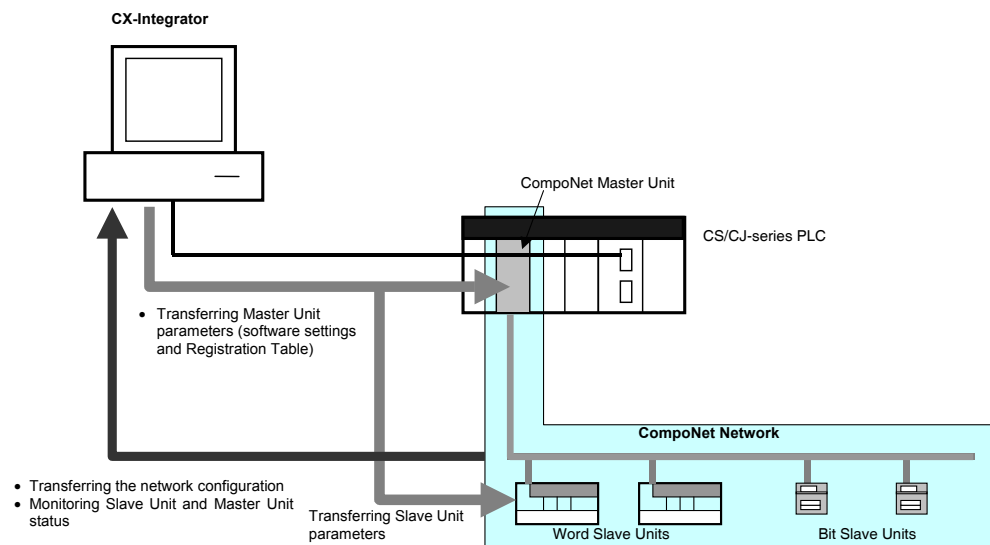 CX-Integrator
CompoNet Master Unit
CS/CJ-series PLC
• Transferring Master Unit
parameters (software settings
and Registration Table)
CompoNet Network
• Transferring the network configuration
• Monitoring Slave Unit and Master Unit
status
Transferring Slave Unit
parameters
Word Slave Units
Bit Slave Units